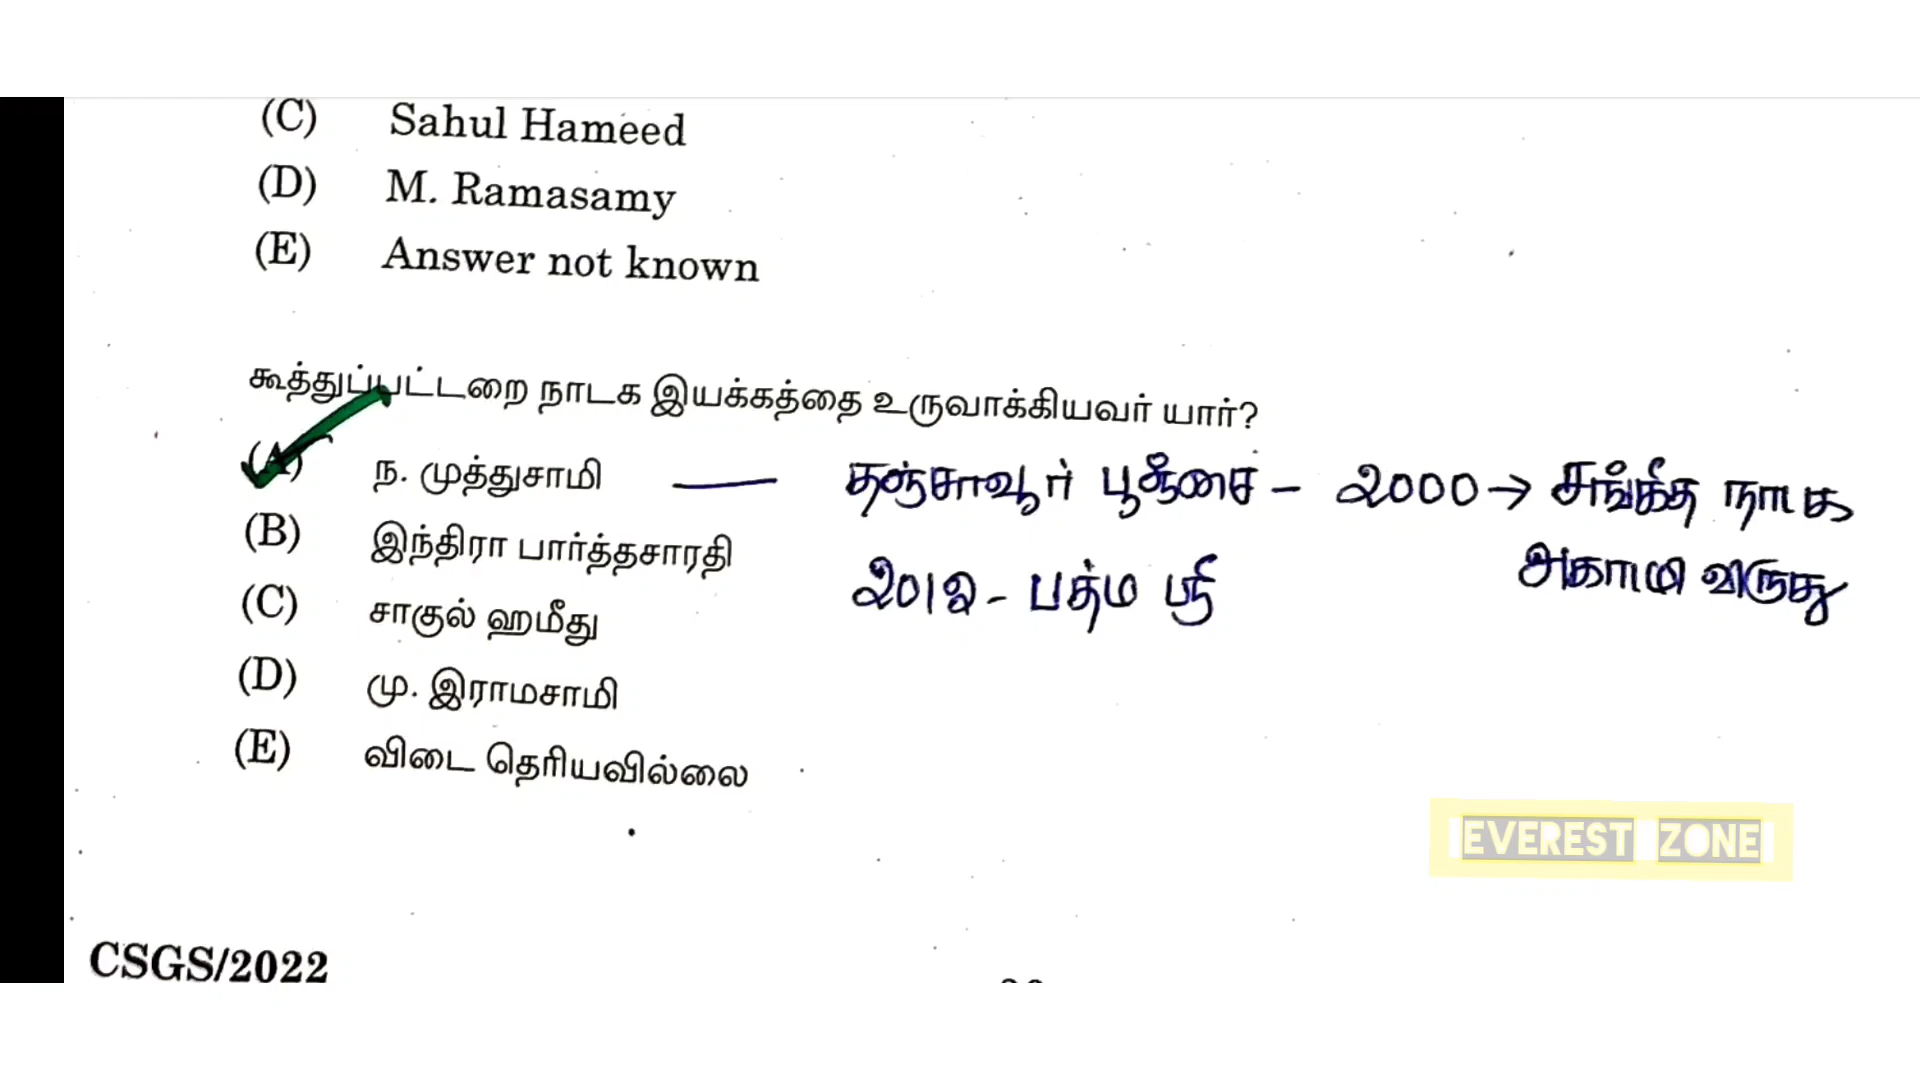 (C) Sahul Hameed
(D) M. Ramasamy
(E) Answer not known
கூத்துப்பட்டறை நாடக இயக்கத்தை உருவாக்கியவர் யார்?
(A) ந. முத்துசாமி — தஞ்சாவூர் - 2000 → சங்கீத நாடக
அகாடமி விருது
(B) இந்திரா பார்த்தசாரதி 2012 - பத்ம ஸ்ரீ
(C) சாகுல் ஹமீது
(D) மு. இராமசாமி
(E) விடை தெரியவில்லை
EVEREST ZONE
CSGS/2022